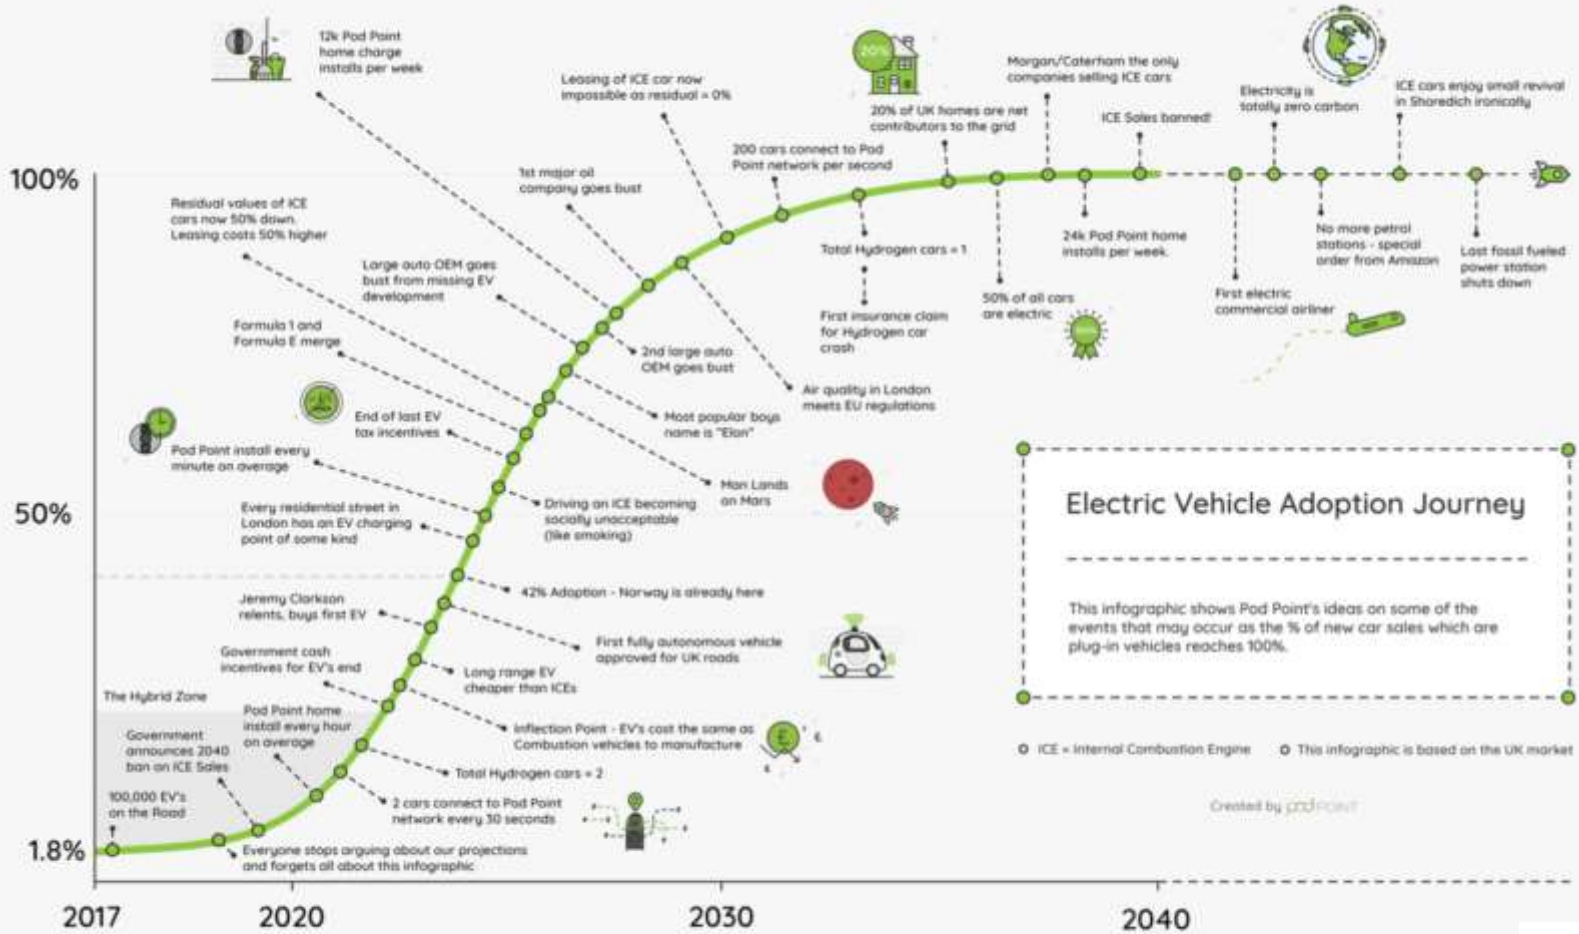 12k Pod Point
home charge
installs per week
Leasing of ICE car now
impossible as residual = 0%
20%
20% of UK homes are net
contributors to the grid
Morgan/Caterham the only
companies selling ICE cars
ICE Sales banned!
Electricity is
totally zero carbon
ICE cars enjoy small revival
in Shoredich ironically
200 cars connect to Pod
Point network per second
1st major oil
company goes bust
100%
Residual values of ICE
cars now 50% down.
Leasing costs 50% higher
Large auto OEM goes
bust from missing EV
development
Total Hydrogen cars = 1
24k Pod Point home
installs per week.
No more petrol
stations - special
order from Amazon
Last fossil fueled
power station
shuts down
First electric
commercial airliner
50% of all cars
are electric
First insurance claim
for Hydrogen car
crash
Formula 1 and
Formula E merge
2nd large auto
OEM goes bust
Air quality in London
meets EU regulations
End of last EV
tax incentives
Most popular boys
name is "Elon"
Pod Point install every
minute on average
Man Lands
on Mars
50%
Every residential street in
London has an EV charging
point of some kind
Driving an ICE becoming
socially unacceptable
(like smoking)
Electric Vehicle Adoption Journey
This infographic shows Pod Point's ideas on some of the
events that may occur as the % of new car sales which are
plug-in vehicles reaches 100%.
42% Adoption - Norway is already here
Jeremy Clarkson
relents, buys first EV
First fully autonomous vehicle
approved for UK roads
Government cash
incentives for EV's end
Long range EV
cheaper than ICEs
The Hybrid Zone
Pod Point home
install every hour
on average
Inflection Point - EV's cost the same as
Combustion vehicles to manufacture
£
£
£
£
Government
announces 2040
ban on ICE Sales
Total Hydrogen cars = 2
ICE = Internal Combustion Engine
This infographic is based on the UK market
100,000 EV's
on the Road
2 cars connect to Pod Point
network every 30 seconds
Created by pod POINT
1.8%
Everyone stops arguing about our projections
and forgets all about this infographic
2017
2020
2030
2040